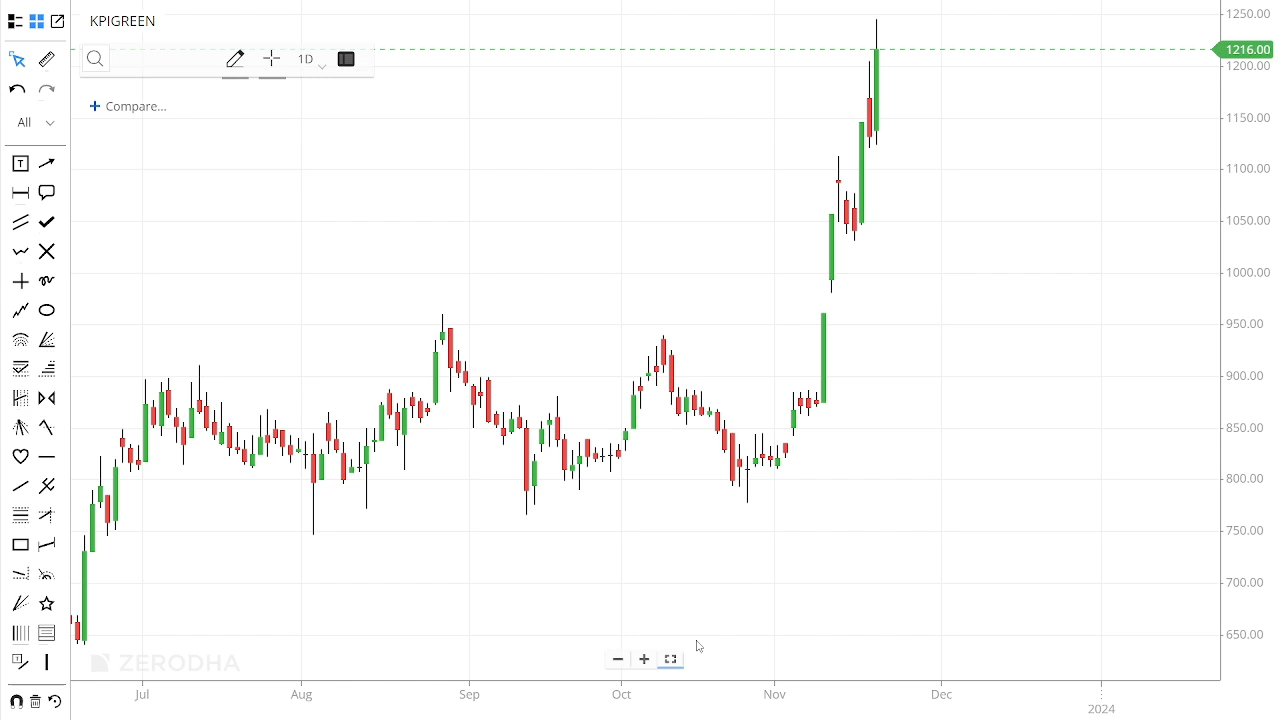 KPIGREEN
1D
Compare...
All
T
1250.00
1216.00
1200.00
1150.00
1100.00
1050.00
1000.00
950.00
900.00
850.00
800.00
750.00
700.00
650.00
ZERODHA
Jul Aug Sep Oct Nov Dec
2024